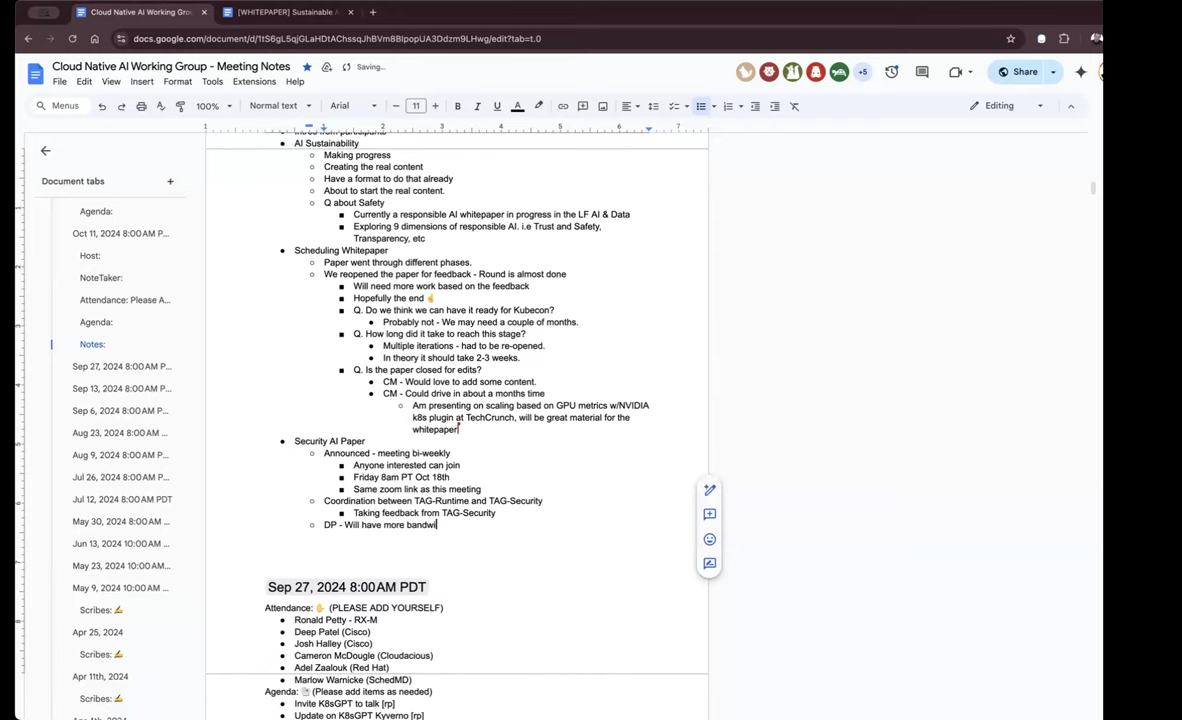 Cloud Native AI Working Grou
[WHITEPAPER] Sustainable A
docs.google.com/document/d/1tS6gL5qjGLaHDtAChssqJhBVm8BlpopUA3Ddzm9LHwg/edit?tab=t.0
Cloud Native AI Working Group - Meeting Notes
Saving...
File Edit View Insert Format Tools Extensions Help
+5
Share
Menus
100%
Normal text
Arial
11
Editing
1 1 2 3 4 5 6 7
Document tabs
Agenda:
Oct 11, 2024 8:00AM P...
Host:
NoteTaker:
Attendance: Please A...
Agenda:
Notes:
Sep 27, 2024 8:00AM P...
Sep 13, 2024 8:00AM P...
Sep 6, 2024 8:00AM P...
Aug 23, 2024 8:00AM P...
Aug 9, 2024 8:00AM P...
Jul 26, 2024 8:00AM P...
Jul 12, 2024 8:00AM PDT
May 30, 2024 8:00AM ...
Jun 13, 2024 10:00AM ...
May 23, 2024 10:00AM ...
May 9, 2024 10:00AM ...
Scribes: ✍️
Apr 25, 2024
Scribes: ✍️
Apr 11th, 2024
Scribes: ✍️
Intros from participants
AI Sustainability
Making progress
Creating the real content
Have a format to do that already
About to start the real content.
Q about Safety
Currently a responsible AI whitepaper in progress in the LF AI & Data
Exploring 9 dimensions of responsible AI. i.e Trust and Safety,
Transparency, etc
Scheduling Whitepaper
Paper went through different phases.
We reopened the paper for feedback - Round is almost done
Will need more work based on the feedback
Hopefully the end 🤞
Q. Do we think we can have it ready for Kubecon?
Probably not - We may need a couple of months.
Q. How long did it take to reach this stage?
Multiple iterations - had to be re-opened.
In theory it should take 2-3 weeks.
Q. Is the paper closed for edits?
CM - Would love to add some content.
CM - Could drive in about a months time
Am presenting on scaling based on GPU metrics w/NVIDIA
k8s plugin at TechCrunch, will be great material for the
whitepaper
Security AI Paper
Announced - meeting bi-weekly
Anyone interested can join
Friday 8am PT Oct 18th
Same zoom link as this meeting
Coordination between TAG-Runtime and TAG-Security
Taking feedback from TAG-Security
DP - Will have more bandwi
Sep 27, 2024 8:00AM PDT
Attendance: ✋ (PLEASE ADD YOURSELF)
Ronald Petty - RX-M
Deep Patel (Cisco)
Josh Halley (Cisco)
Cameron McDougle (Cloudacious)
Adel Zaalouk (Red Hat)
Marlow Warnicke (SchedMD)
Agenda: (Please add items as needed)
Invite K8sGPT to talk [rp]
Update on K8sGPT Kyverno [rp]